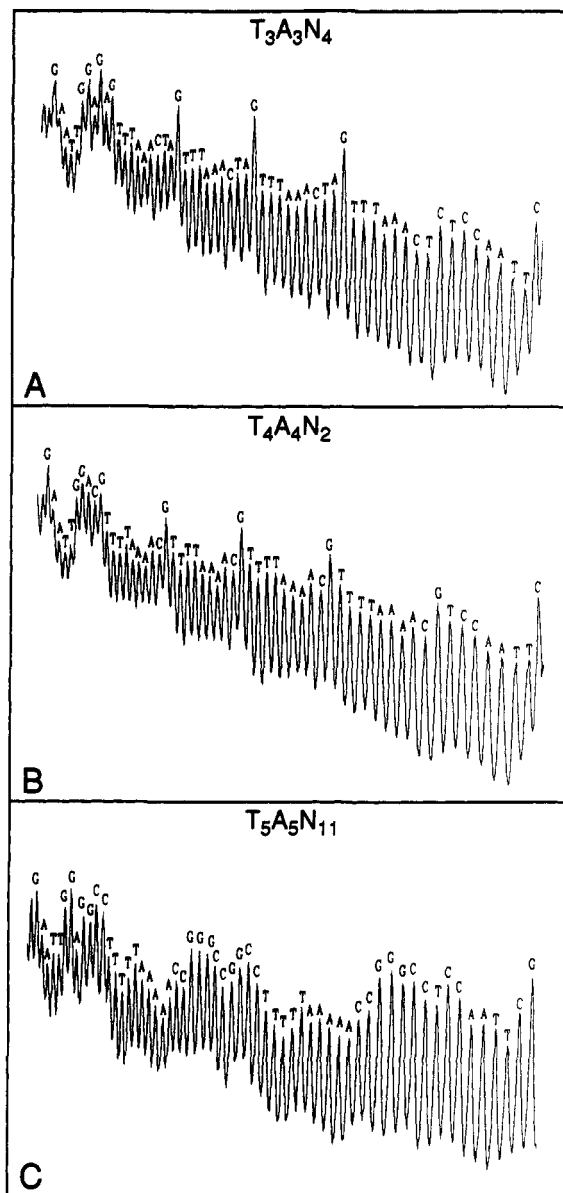 T₃A₃N₄
G A A T T G G A G A G T T T A A A C T A G T T T A A A C T A G T T T A A A C T A G T T T A A A C T C T C C A A T T C
A
T₄A₄N₂
G A A T T G G A C G T T T T A A A A C G T T T T A A A A C G T T T T A A A A C G T T T T A A A A C G T C C A A T T C
B
T₅A₅N₁₁
G A A T T G G A G G C C T T T T T A A A A A C C G G G C C G G C C T T T T T A A A A A C C G G G C C T C C A A T T C G
C